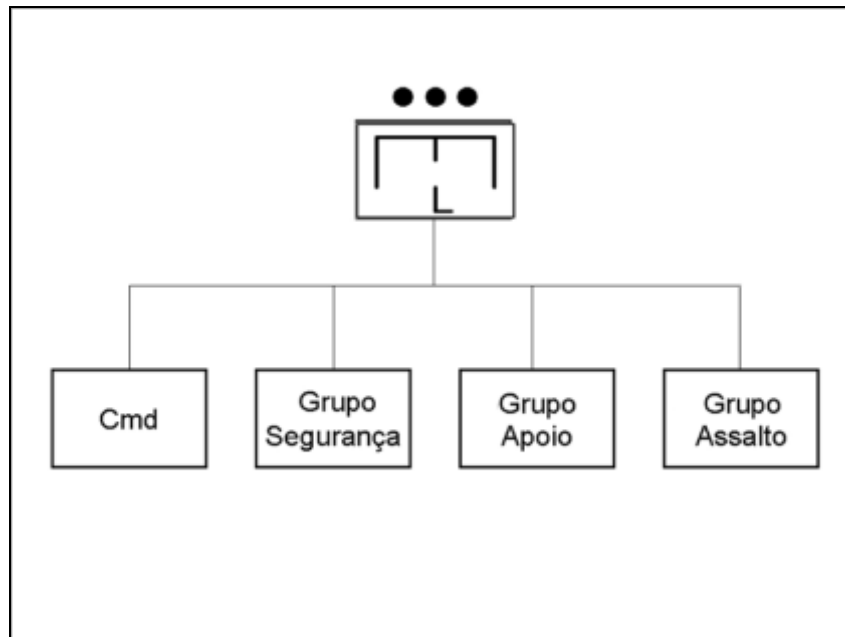 L
Cmd
Grupo
Segurança
Grupo
Apoio
Grupo
Assalto